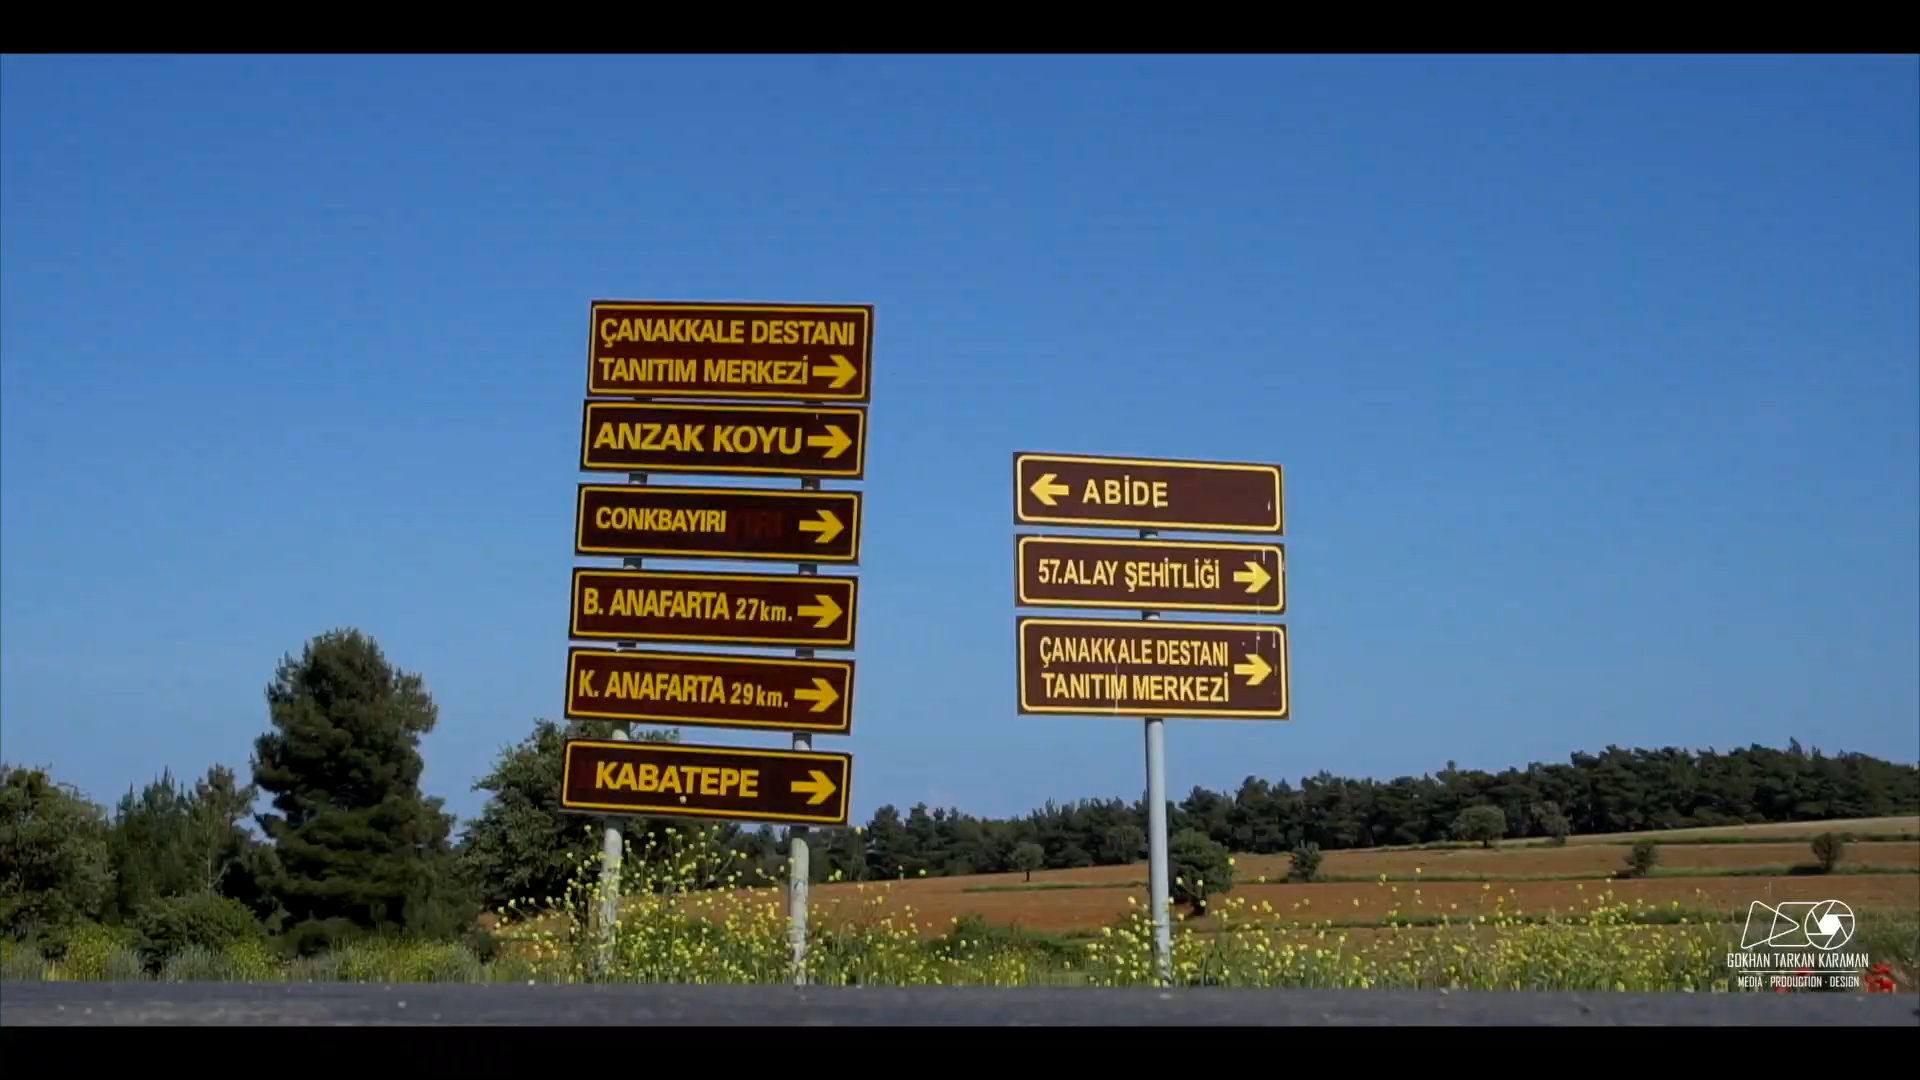 ÇANAKKALE DESTANI
TANITIM MERKEZİ
ANZAK KOYU
CONKBAYIRI
B. ANAFARTA 27km.
K. ANAFARTA 29km.
KABATEPE
ABİDE
57.ALAY ŞEHİTLİĞİ
ÇANAKKALE DESTANI
TANITIM MERKEZİ
GÖKHAN TARKAN KARAMAN
MEDIA · PRODUCTION · DESIGN